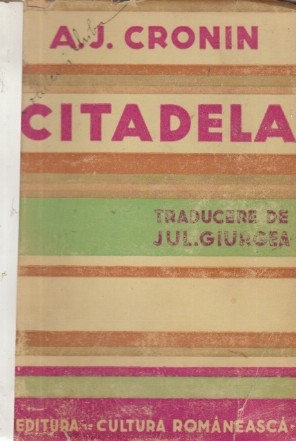 A.J. CRONIN
CITADELA
TRADUCERE DE
JUL. GIURGEA
EDITURA CULTURA ROMÂNEASCĂ